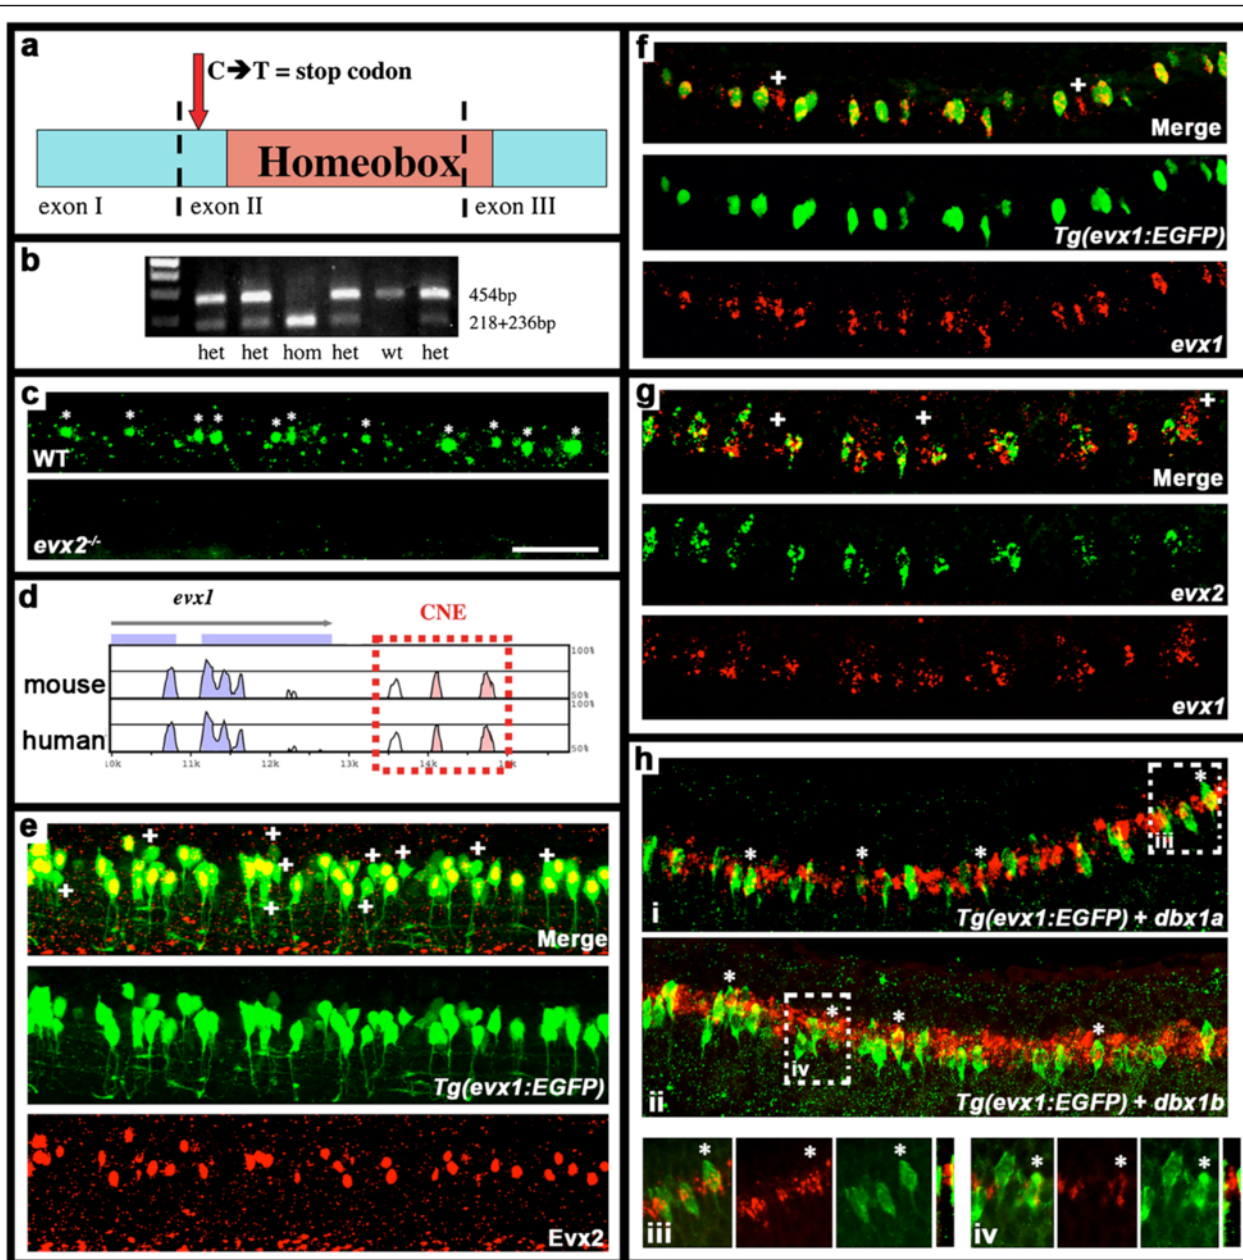 a
C➔T = stop codon
Homeobox
exon I
exon II
exon III
b
454bp
218+236bp
het
het
hom
het
wt
het
c
* * * * * * * * * * *
WT
evx2-/-
d
evx1
CNE
mouse
100%
50%
human
100%
50%
11k
12k
13k
14k
e
+ + + + + + + + + +
Merge
Tg(evx1:EGFP)
Evx2
f
+ +
Merge
Tg(evx1:EGFP)
evx1
g
+ + +
Merge
evx2
evx1
h
* * * *
iii
i
Tg(evx1:EGFP) + dbx1a
* * * *
iv
ii
Tg(evx1:EGFP) + dbx1b
* * *
iii
* * *
iv